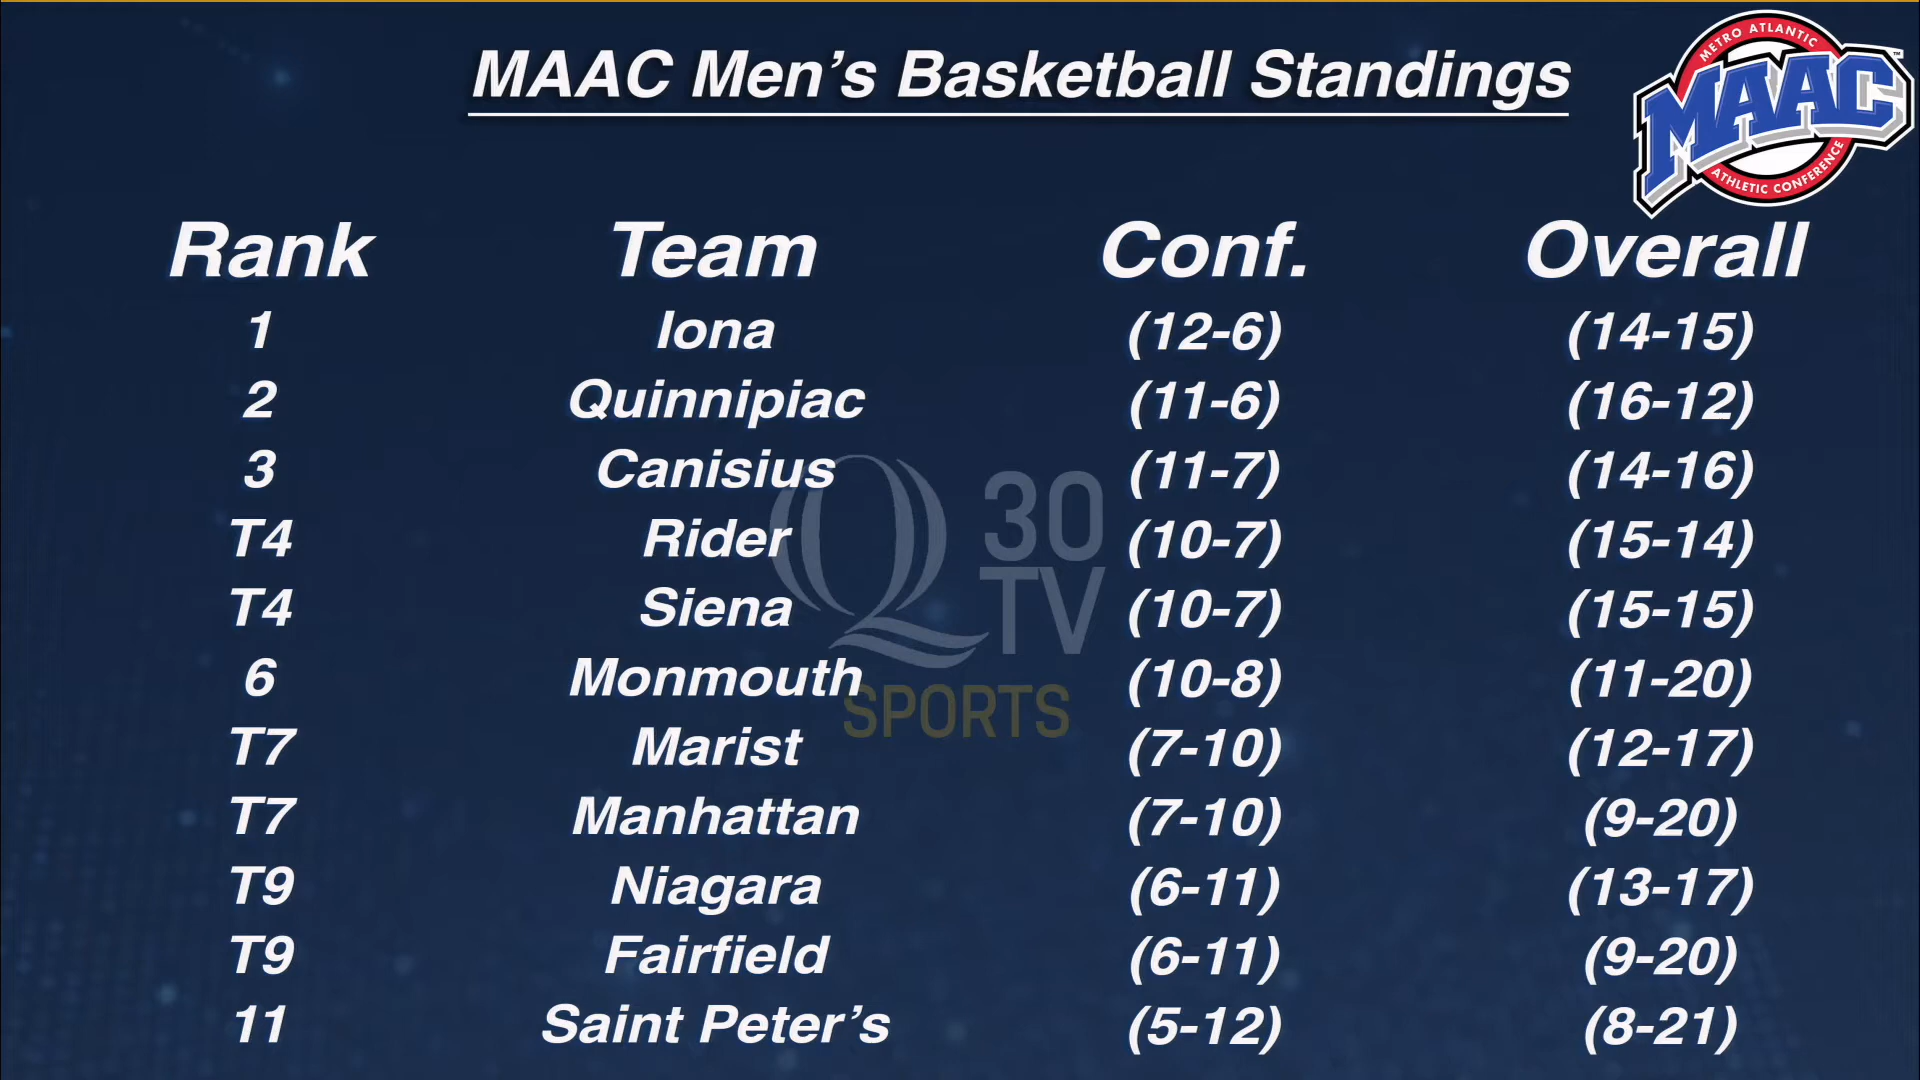 MAAC Men's Basketball Standings
METRO ATLANTIC
MAAC
™
ATHLETIC CONFERENCE
Rank Team Conf. Overall
1 Iona (12-6) (14-15)
2 Quinnipiac (11-6) (16-12)
3 Canisius (11-7) (14-16)
T4 Rider (10-7) (15-14)
T4 Siena (10-7) (15-15)
6 Monmouth (10-8) (11-20)
T7 Marist (7-10) (12-17)
T7 Manhattan (7-10) (9-20)
T9 Niagara (6-11) (13-17)
T9 Fairfield (6-11) (9-20)
11 Saint Peter's (5-12) (8-21)
Q 30
TV
SPORTS